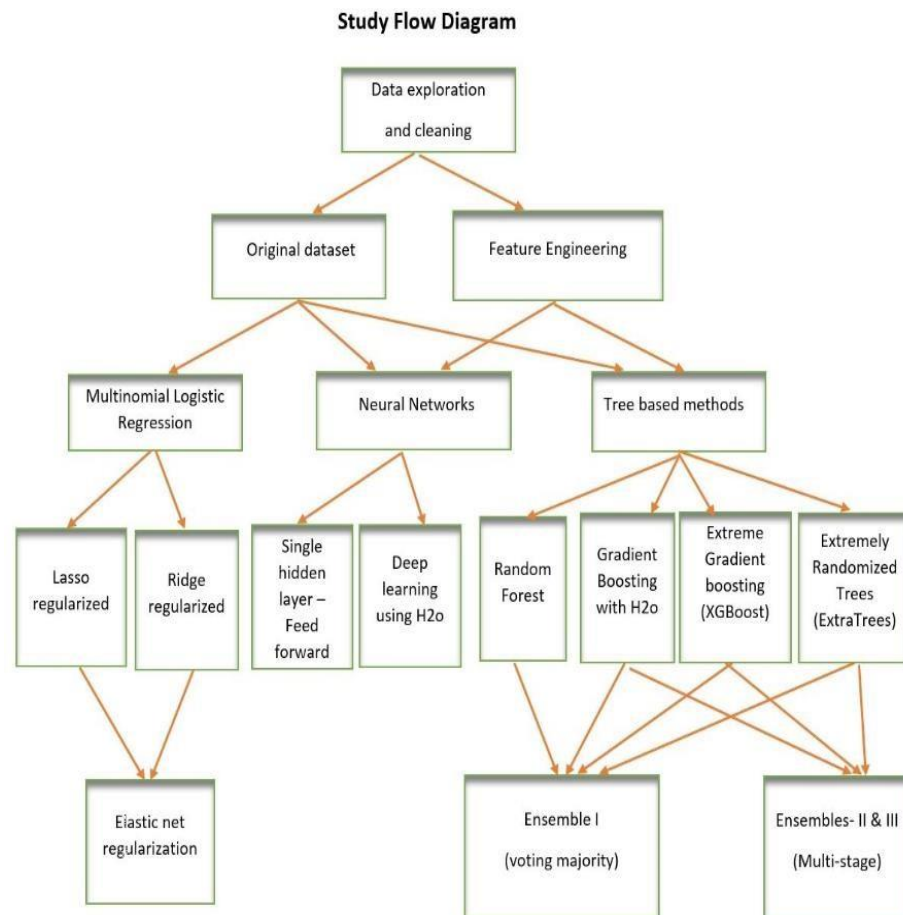 Study Flow Diagram
Data exploration
and cleaning
Original dataset
Feature Engineering
Multinomial Logistic
Regression
Neural Networks
Tree based methods
Lasso
regularized
Ridge
regularized
Single
hidden
layer –
Feed
forward
Deep
learning
using H2o
Random
Forest
Gradient
Boosting
with H2o
Extreme
Gradient
boosting
(XGBoost)
Extremely
Randomized
Trees
(ExtraTrees)
Eiastic net
regularization
Ensemble I
(voting majority)
Ensembles- II & III
(Multi-stage)